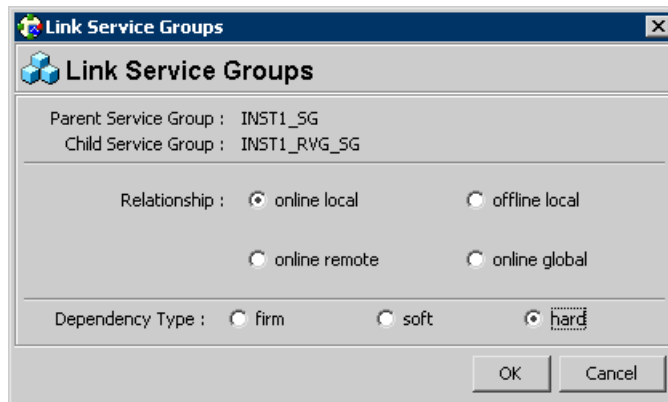 Link Service Groups
Link Service Groups
Parent Service Group : INST1_SG
Child Service Group : INST1_RVG_SG
Relationship : online local offline local
online remote online global
Dependency Type : firm soft hard
OK Cancel